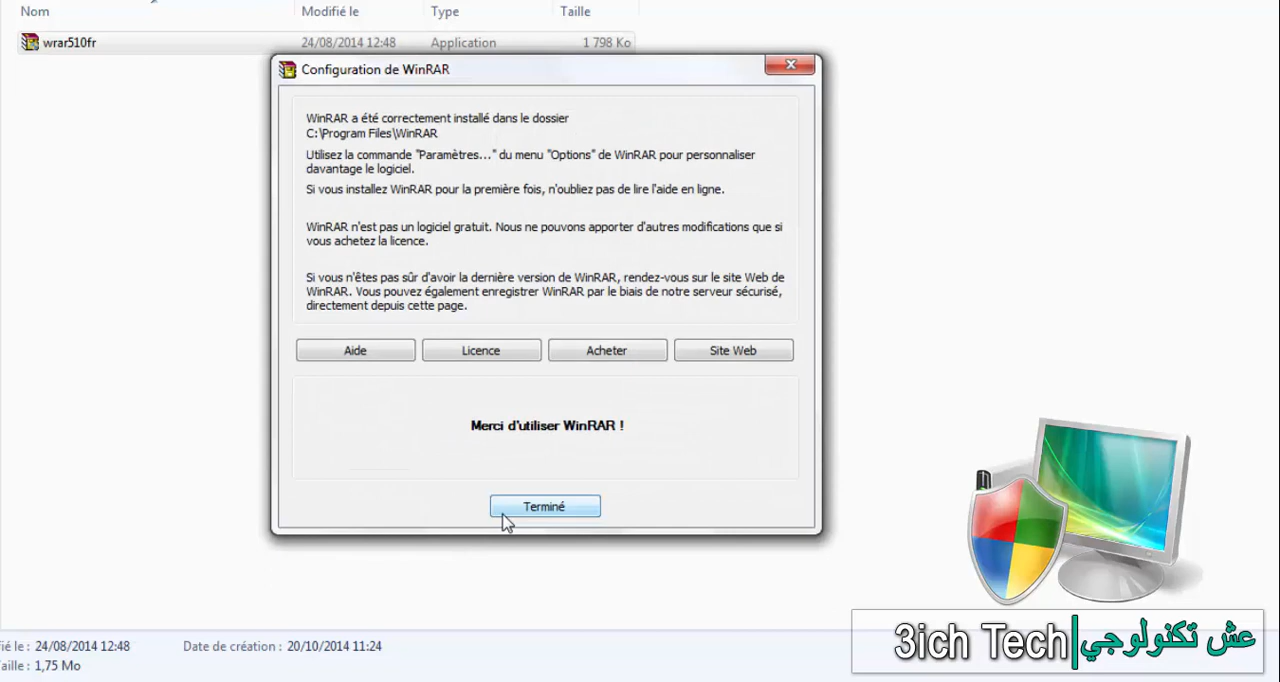 Nom Modifié le Type Taille
wrar510fr 24/08/2014 12:48 Application 1 798 Ko
Configuration de WinRAR
WinRAR a été correctement installé dans le dossier
C:\Program Files\WinRAR
Utilisez la commande "Paramètres..." du menu "Options" de WinRAR pour personnaliser
davantage le logiciel.
Si vous installez WinRAR pour la première fois, n'oubliez pas de lire l'aide en ligne.
WinRAR n'est pas un logiciel gratuit. Nous ne pouvons apporter d'autres modifications que si
vous achetez la licence.
Si vous n'êtes pas sûr d'avoir la dernière version de WinRAR, rendez-vous sur le site Web de
WinRAR. Vous pouvez également enregistrer WinRAR par le biais de notre serveur sécurisé,
directement depuis cette page.
Aide Licence Acheter Site Web
Merci d'utiliser WinRAR !
Terminé
fié le : 24/08/2014 12:48 Date de création : 20/10/2014 11:24
aille : 1,75 Mo
3ich Tech عش تكنولوجي